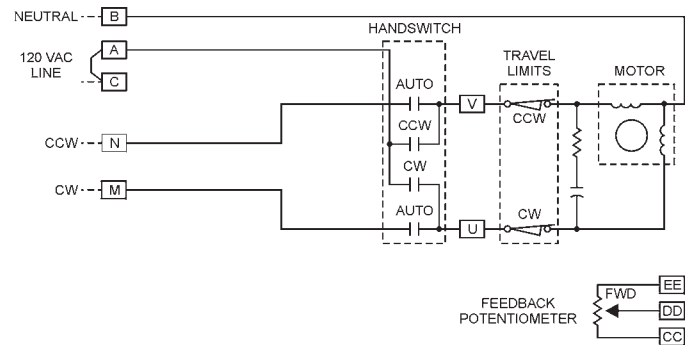 NEUTRAL
B
HANDSWITCH
120 VAC
LINE
A
C
TRAVEL
LIMITS
MOTOR
AUTO
V
CCW
CCW
CCW
N
CW
CW
M
AUTO
CW
U
FEEDBACK
POTENTIOMETER
FWD
EE
DD
CC